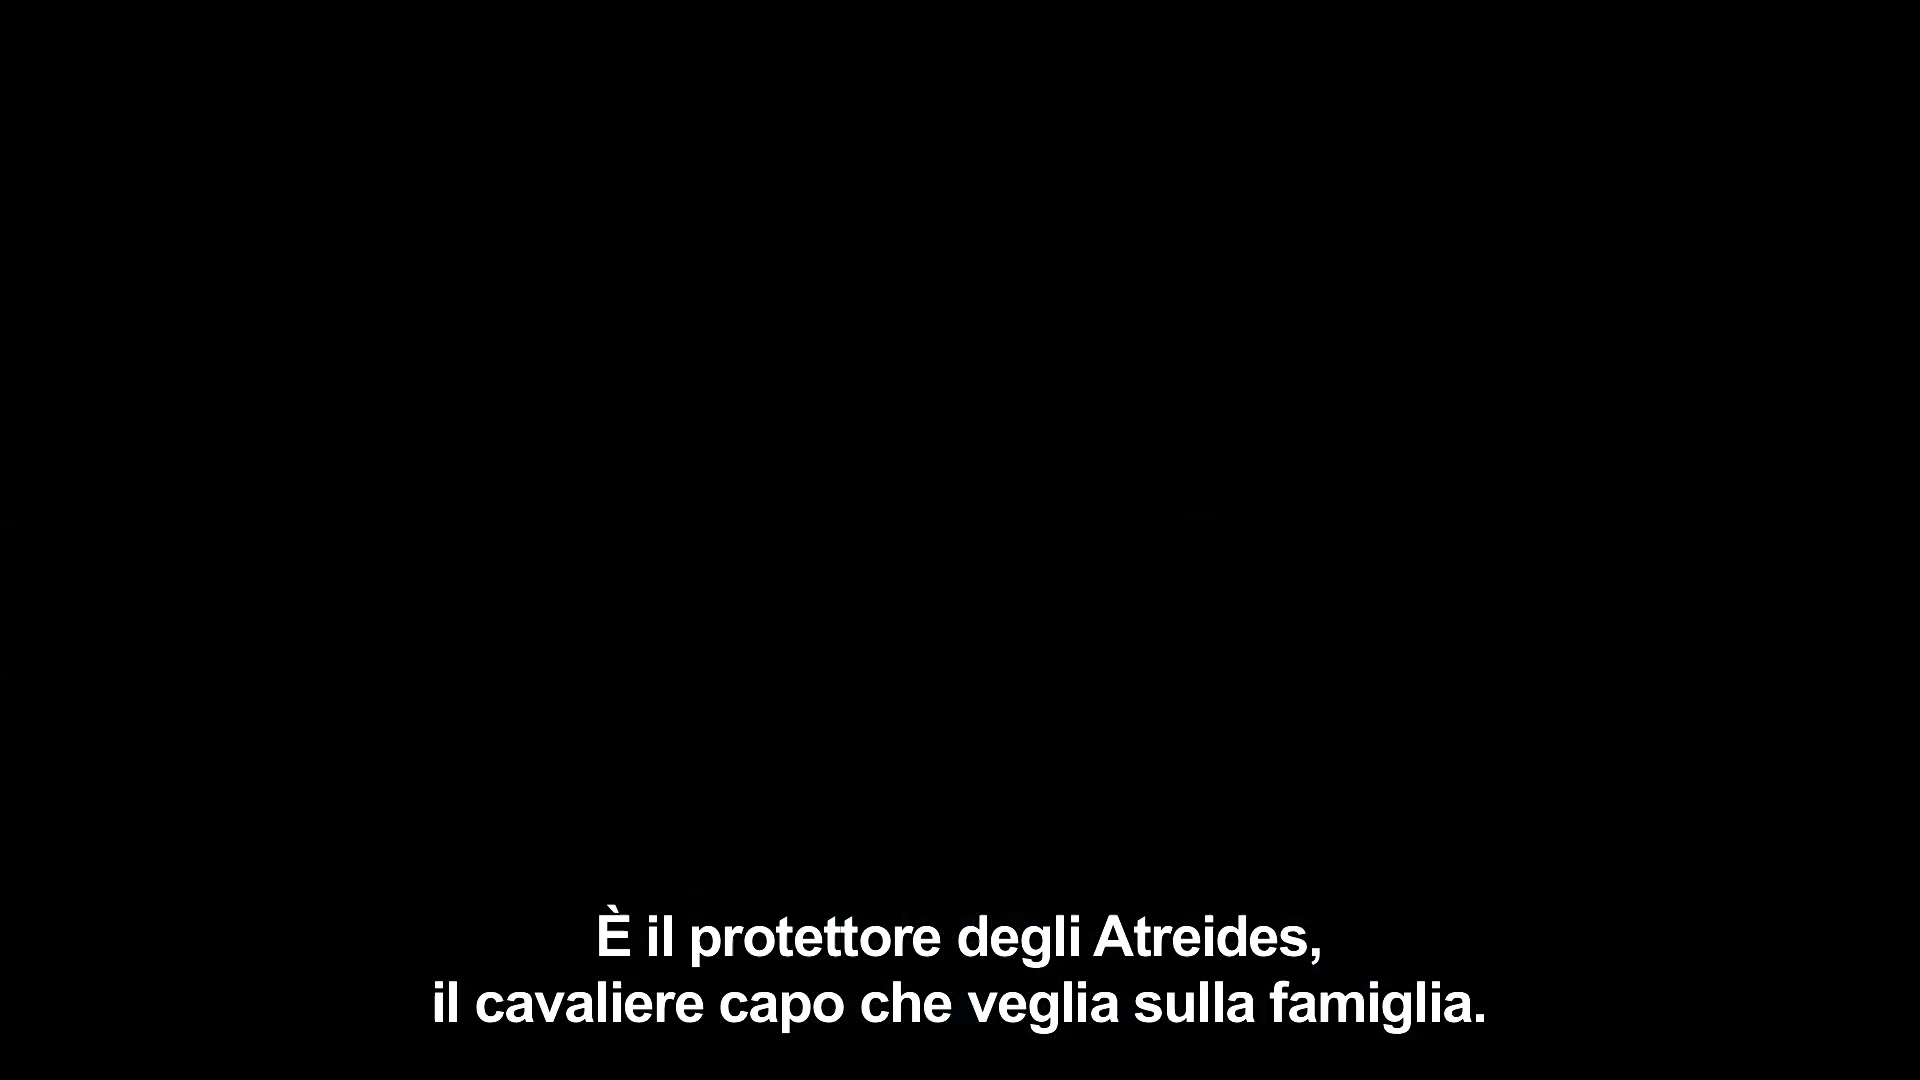 È il protettore degli Atreides,
il cavaliere capo che veglia sulla famiglia.